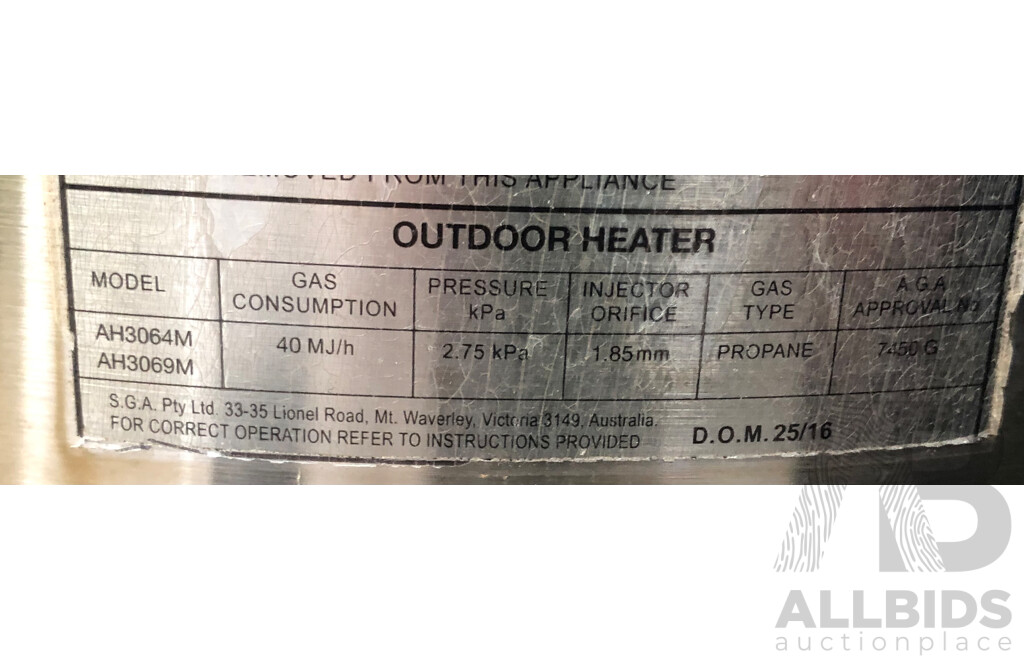 REMOVED FROM THIS APPLIANCE
OUTDOOR HEATER
MODEL
GAS CONSUMPTION
PRESSURE kPa
INJECTOR ORIFICE
GAS TYPE
A.G.A APPROVAL No
AH3064M
AH3069M
40 MJ/h
2.75 kPa
1.85mm
PROPANE
7450 G
S.G.A. Pty Ltd. 33-35 Lionel Road, Mt. Waverley, Victoria 3149, Australia.
FOR CORRECT OPERATION REFER TO INSTRUCTIONS PROVIDED
D.O.M. 25/16
ALLBIDS
auctionplace